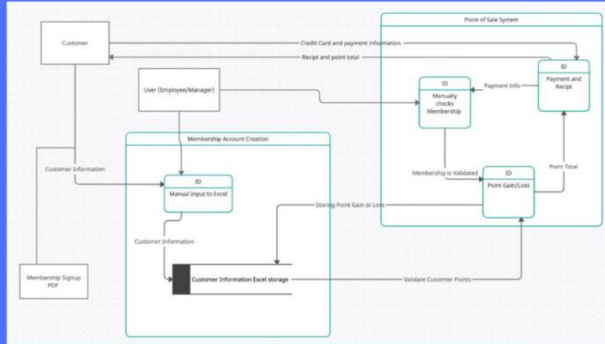 Point of Sale System
Customer
Credit Card and payment information
Recipt and point total
ID
Payment and
Recipt
User (Employee/Manager)
ID
Manually
checks
Membership
Payment Info
Membership Account Creation
Customer Information
ID
Manual Input to Excel
Membership is Validated
ID
Point Gain/Loss
Point Total
Storing Point Gain or Loss
Customer Information
Membership Signup
PDF
Customer Information Excel storage
Validate Cusomter Points